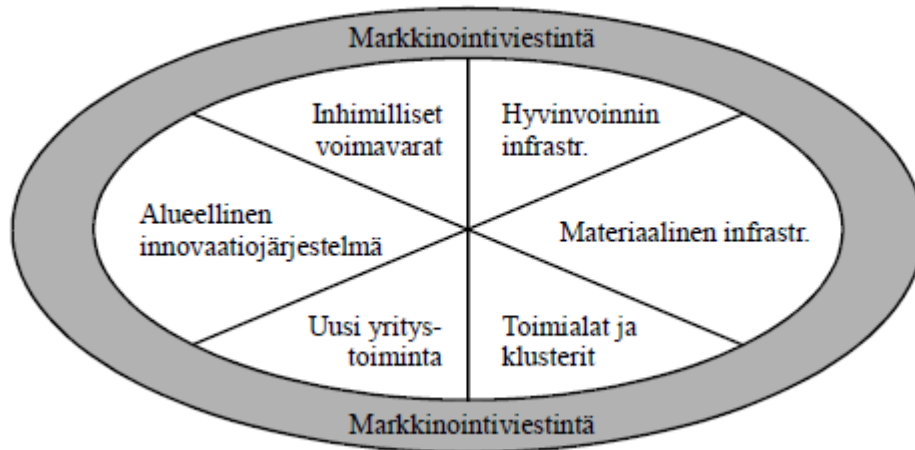 Markkinointiviestintä
Inhimilliset
voimavarat
Hyvinvoinnin
infrastr.
Alueellinen
innovaatiojärjestelmä
Materiaalinen infrastr.
Uusi yritys-
toiminta
Toimialat ja
klusterit
Markkinointiviestintä